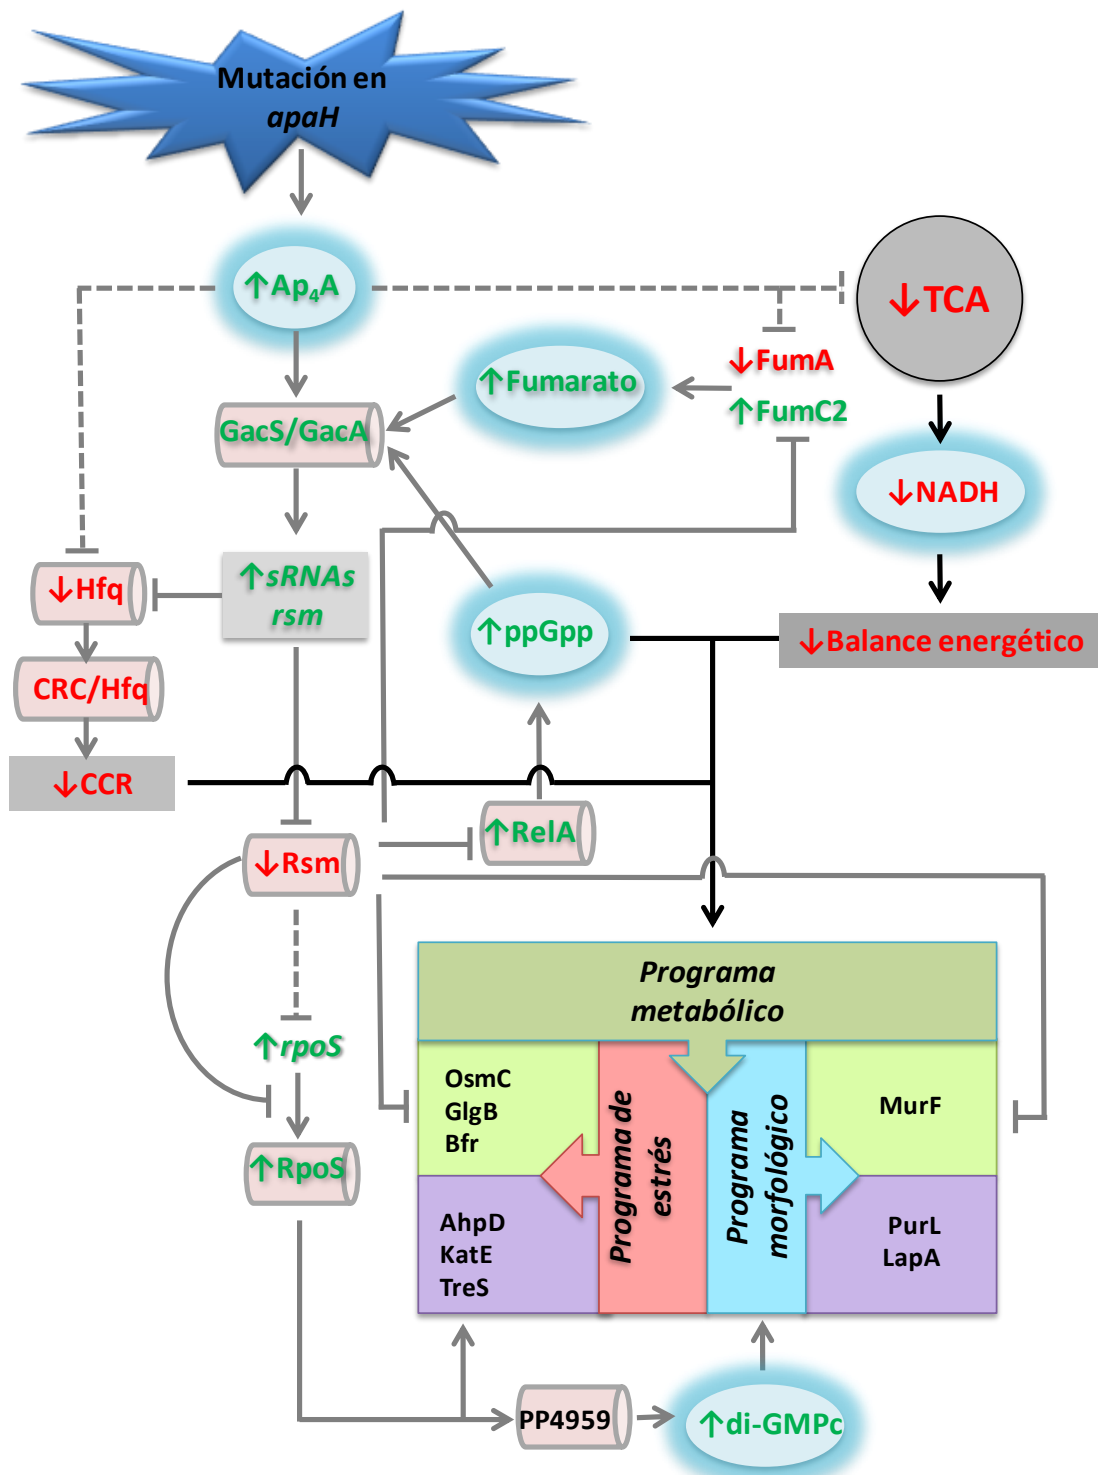 Mutación en
apaH
↑Ap₄A
↓TCA
↓FumA
↑Fumarato
↑FumC2
GacS/GacA
↓NADH
↓Hfq
↑sRNAs
rsm
↑ppGpp
↓Balance energético
CRC/Hfq
↓CCR
↑RelA
↓Rsm
Programa
metabólico
↑rpoS
OsmC
GlgB
Bfr
MurF
Programa de
estrés
Programa
morfológico
↑RpoS
AhpD
KatE
TreS
PurL
LapA
PP4959
↑di-GMPc